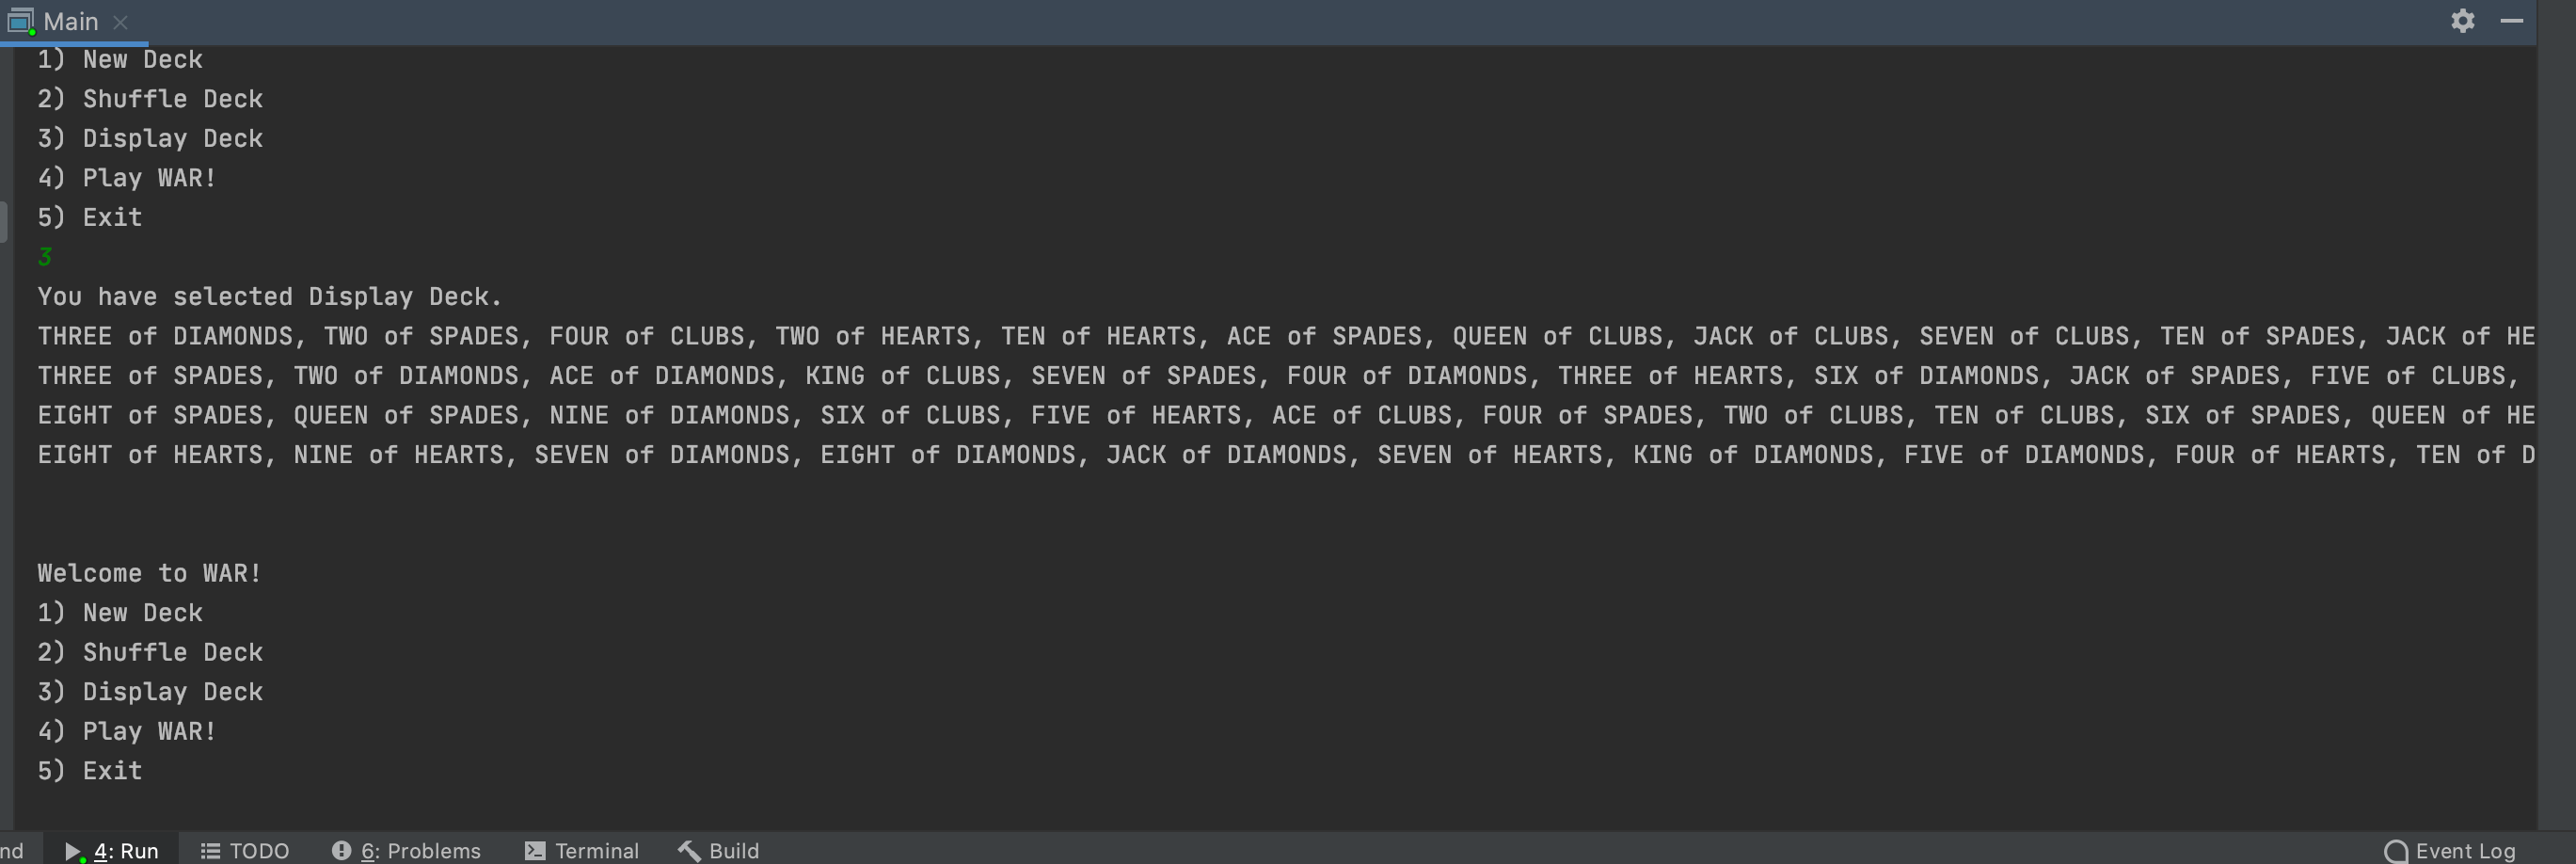 Main
1) New Deck
2) Shuffle Deck
3) Display Deck
4) Play WAR!
5) Exit
3
You have selected Display Deck.
THREE of DIAMONDS, TWO of SPADES, FOUR of CLUBS, TWO of HEARTS, TEN of HEARTS, ACE of SPADES, QUEEN of CLUBS, JACK of CLUBS, SEVEN of CLUBS, TEN of SPADES, JACK of HE
THREE of SPADES, TWO of DIAMONDS, ACE of DIAMONDS, KING of CLUBS, SEVEN of SPADES, FOUR of DIAMONDS, THREE of HEARTS, SIX of DIAMONDS, JACK of SPADES, FIVE of CLUBS,
EIGHT of SPADES, QUEEN of SPADES, NINE of DIAMONDS, SIX of CLUBS, FIVE of HEARTS, ACE of CLUBS, FOUR of SPADES, TWO of CLUBS, TEN of CLUBS, SIX of SPADES, QUEEN of HE
EIGHT of HEARTS, NINE of HEARTS, SEVEN of DIAMONDS, EIGHT of DIAMONDS, JACK of DIAMONDS, SEVEN of HEARTS, KING of DIAMONDS, FIVE of DIAMONDS, FOUR of HEARTS, TEN of D
Welcome to WAR!
1) New Deck
2) Shuffle Deck
3) Display Deck
4) Play WAR!
5) Exit
nd 4: Run TODO 6: Problems Terminal Build Event Log